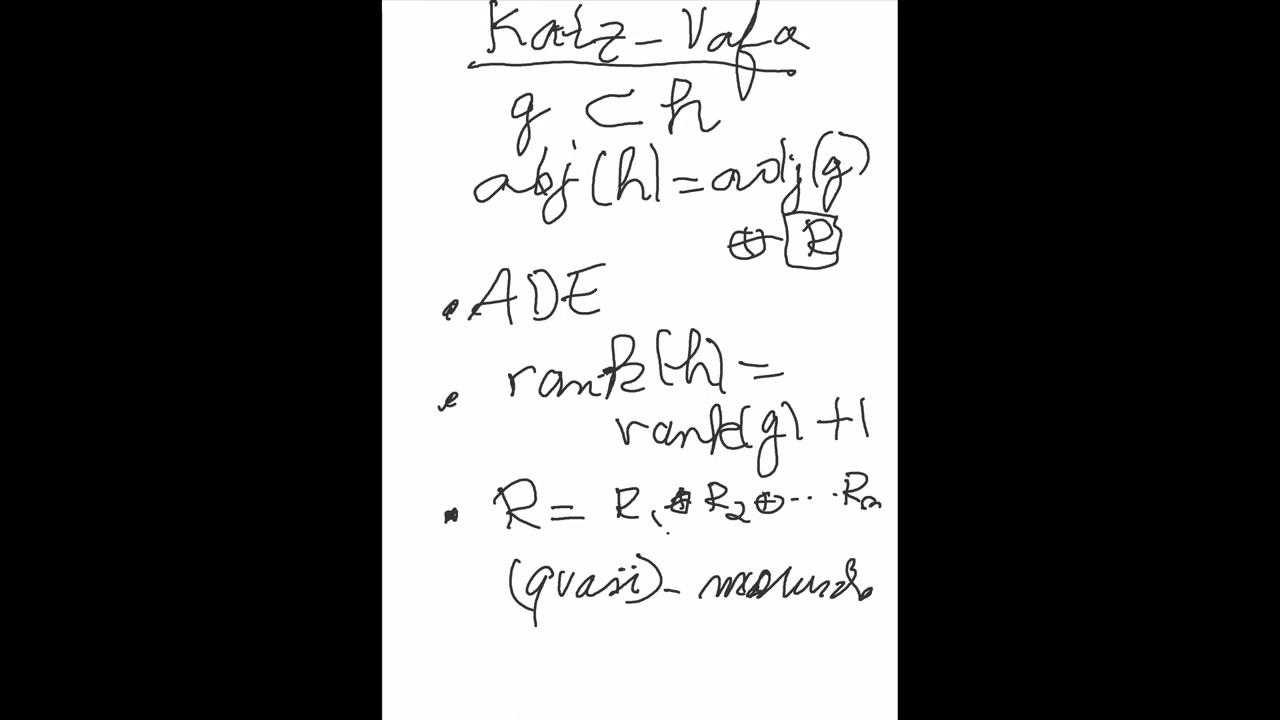 Katz - Vafa
g ⊂ h
adj(h) = adj(g)
⊕ R
• ADE
• rank(h) =
rank(g) + 1
• R = R₁ ⊕ R₂ ⊕ ... Rₙ
(quasi) -